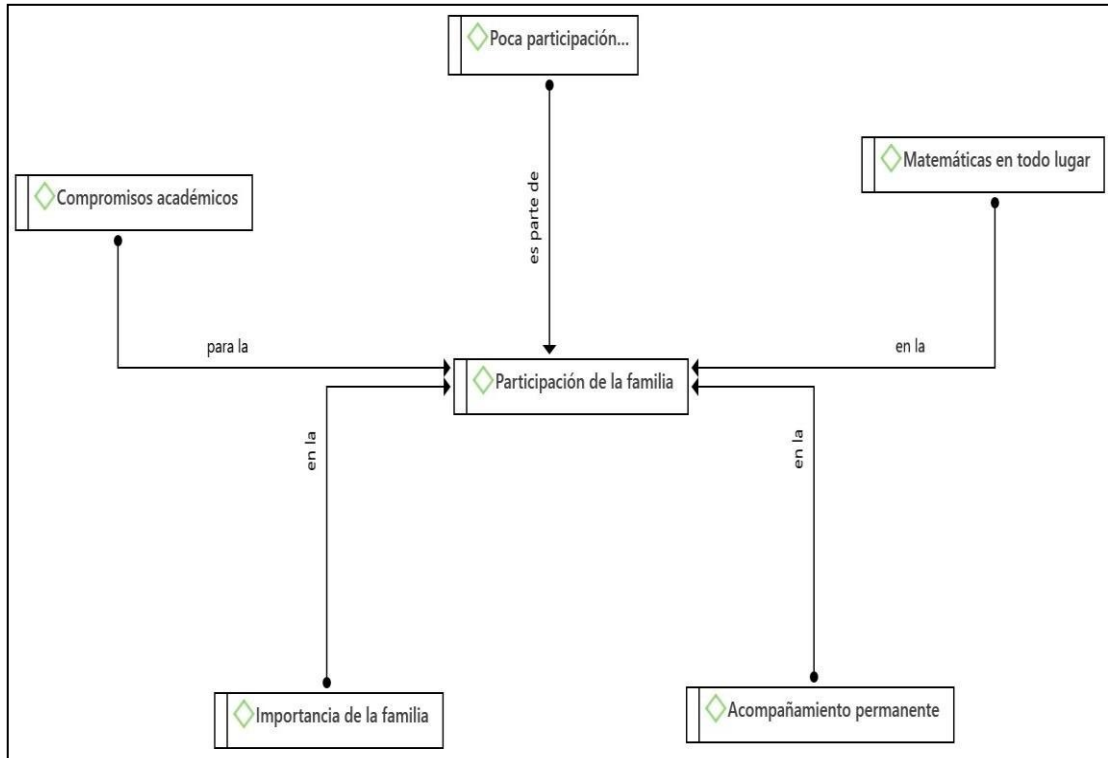 Poca participación...
Matemáticas en todo lugar
Compromisos académicos
es parte de
para la
en la
Participación de la familia
en la
en la
Importancia de la familia
Acompañamiento permanente